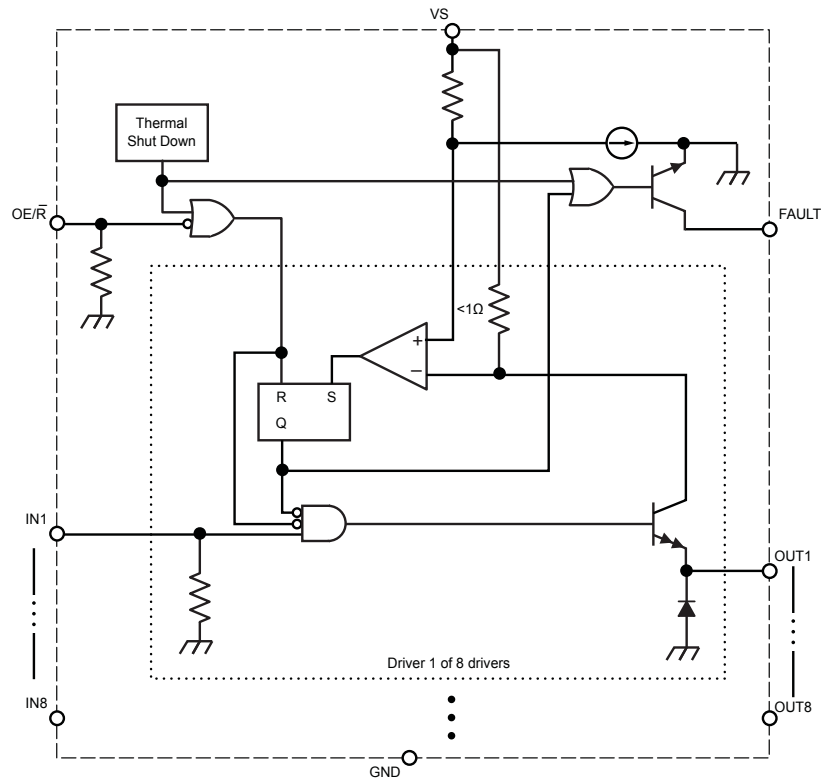 VS
Thermal
Shut Down
OE/R̅
FAULT
<1Ω
+
−
R S
Q
IN1
OUT1
Driver 1 of 8 drivers
IN8
OUT8
GND